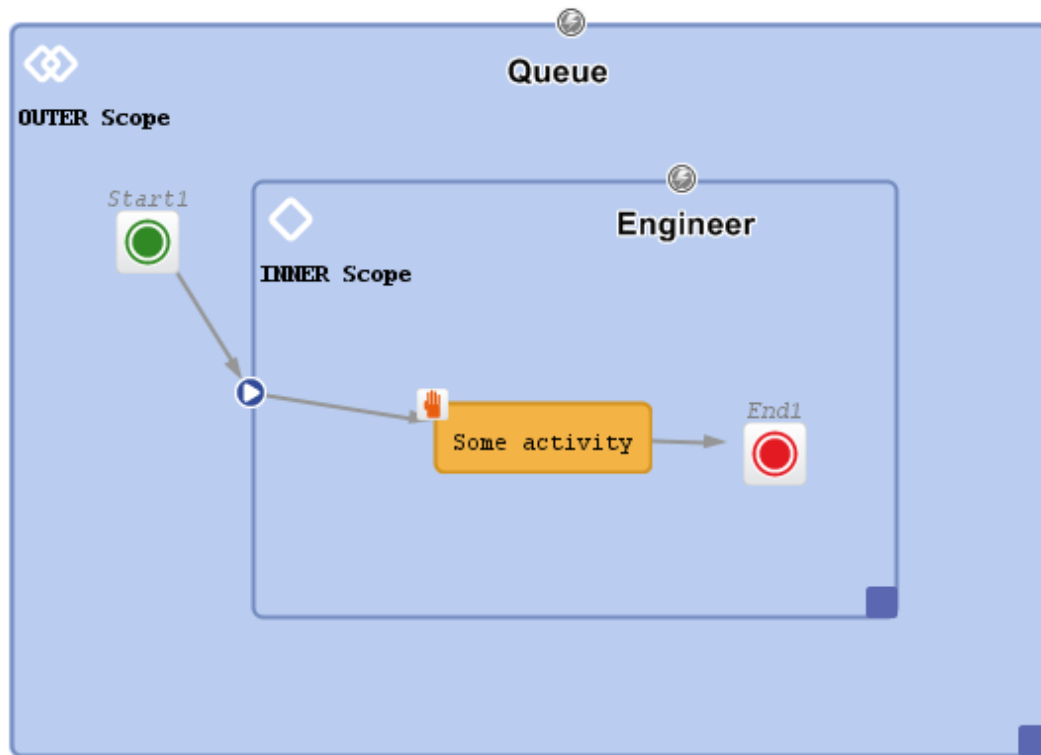 Queue
OUTER Scope
Start1
Engineer
INNER Scope
Some activity
End1